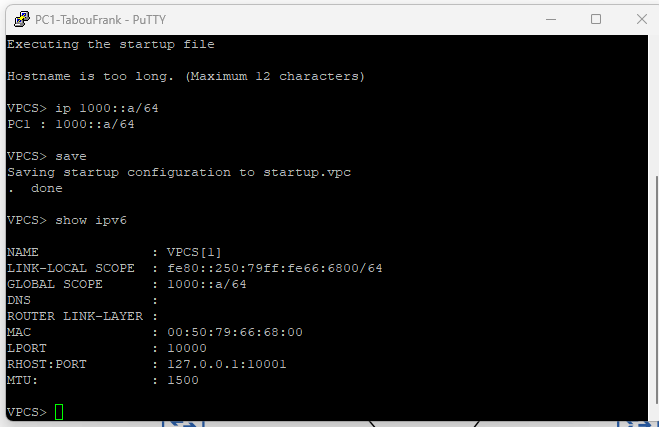 PC1-TabouFrank - PuTTY
Executing the startup file
Hostname is too long. (Maximum 12 characters)
VPCS> ip 1000::a/64
PC1 : 1000::a/64
VPCS> save
Saving startup configuration to startup.vpc
.  done
VPCS> show ipv6
NAME              : VPCS[1]
LINK-LOCAL SCOPE  : fe80::250:79ff:fe66:6800/64
GLOBAL SCOPE      : 1000::a/64
DNS               :
ROUTER LINK-LAYER :
MAC               : 00:50:79:66:68:00
LPORT             : 10000
RHOST:PORT        : 127.0.0.1:10001
MTU:              : 1500
VPCS>